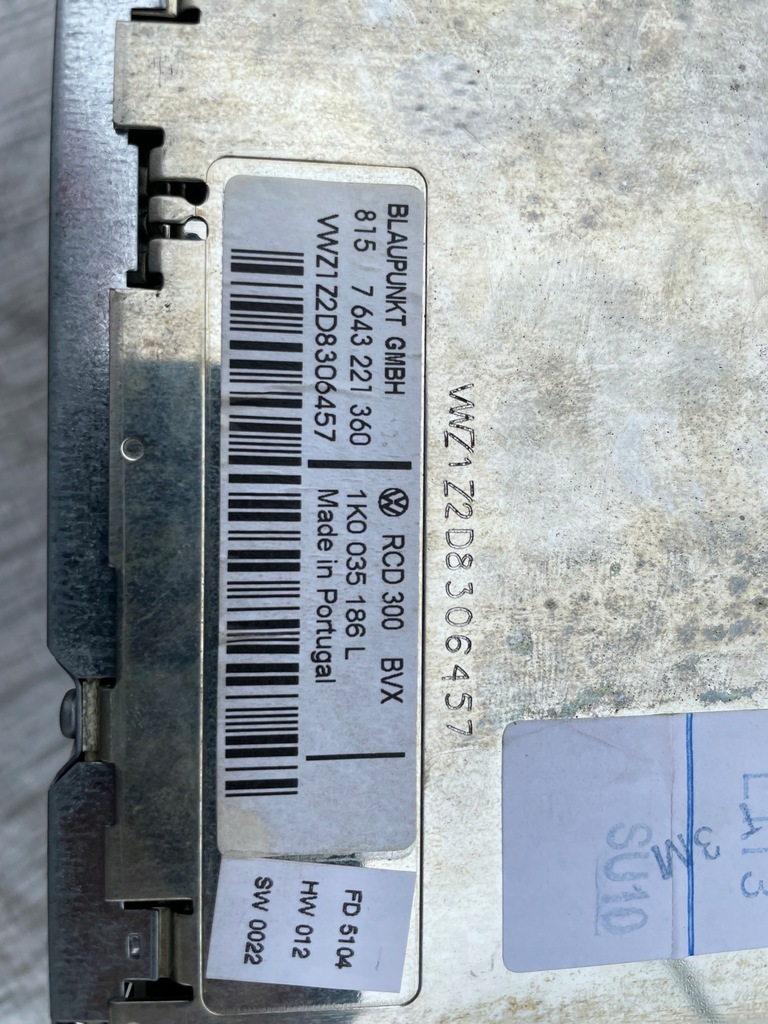 BLAUPUNKT GMBH
815 7 643 221 360
VWZ1Z2D8306457
RCD 300 BVX
1K0 035 186 L
Made in Portugal
FD 5104
HW 012
SW 0022
VWZ1Z2D8306457
3M
SU10